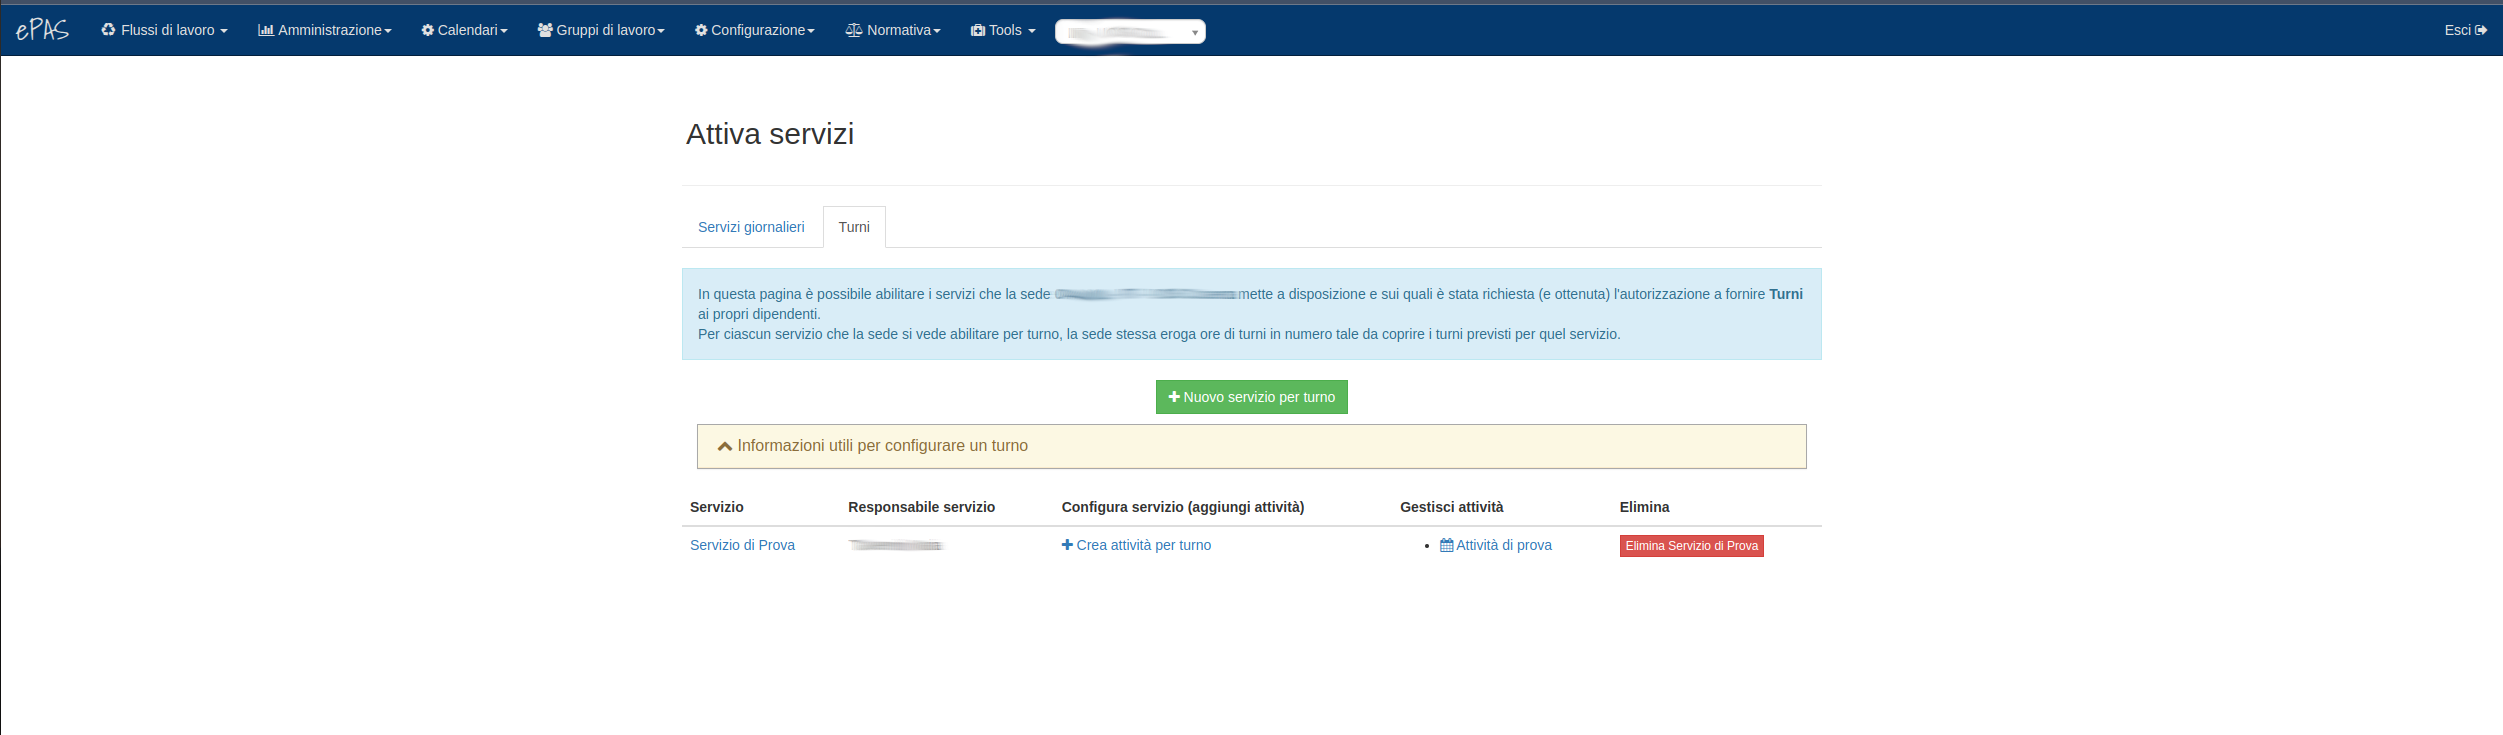 ePAS Flussi di lavoro Amministrazione Calendari Gruppi di lavoro Configurazione Normativa Tools Esci
Attiva servizi
Servizi giornalieri Turni
In questa pagina è possibile abilitare i servizi che la sede mette a disposizione e sui quali è stata richiesta (e ottenuta) l'autorizzazione a fornire Turni
ai propri dipendenti.
Per ciascun servizio che la sede si vede abilitare per turno, la sede stessa eroga ore di turni in numero tale da coprire i turni previsti per quel servizio.
Nuovo servizio per turno
Informazioni utili per configurare un turno
Servizio Responsabile servizio Configura servizio (aggiungi attività) Gestisci attività Elimina
Servizio di Prova Crea attività per turno Attività di prova Elimina Servizio di Prova